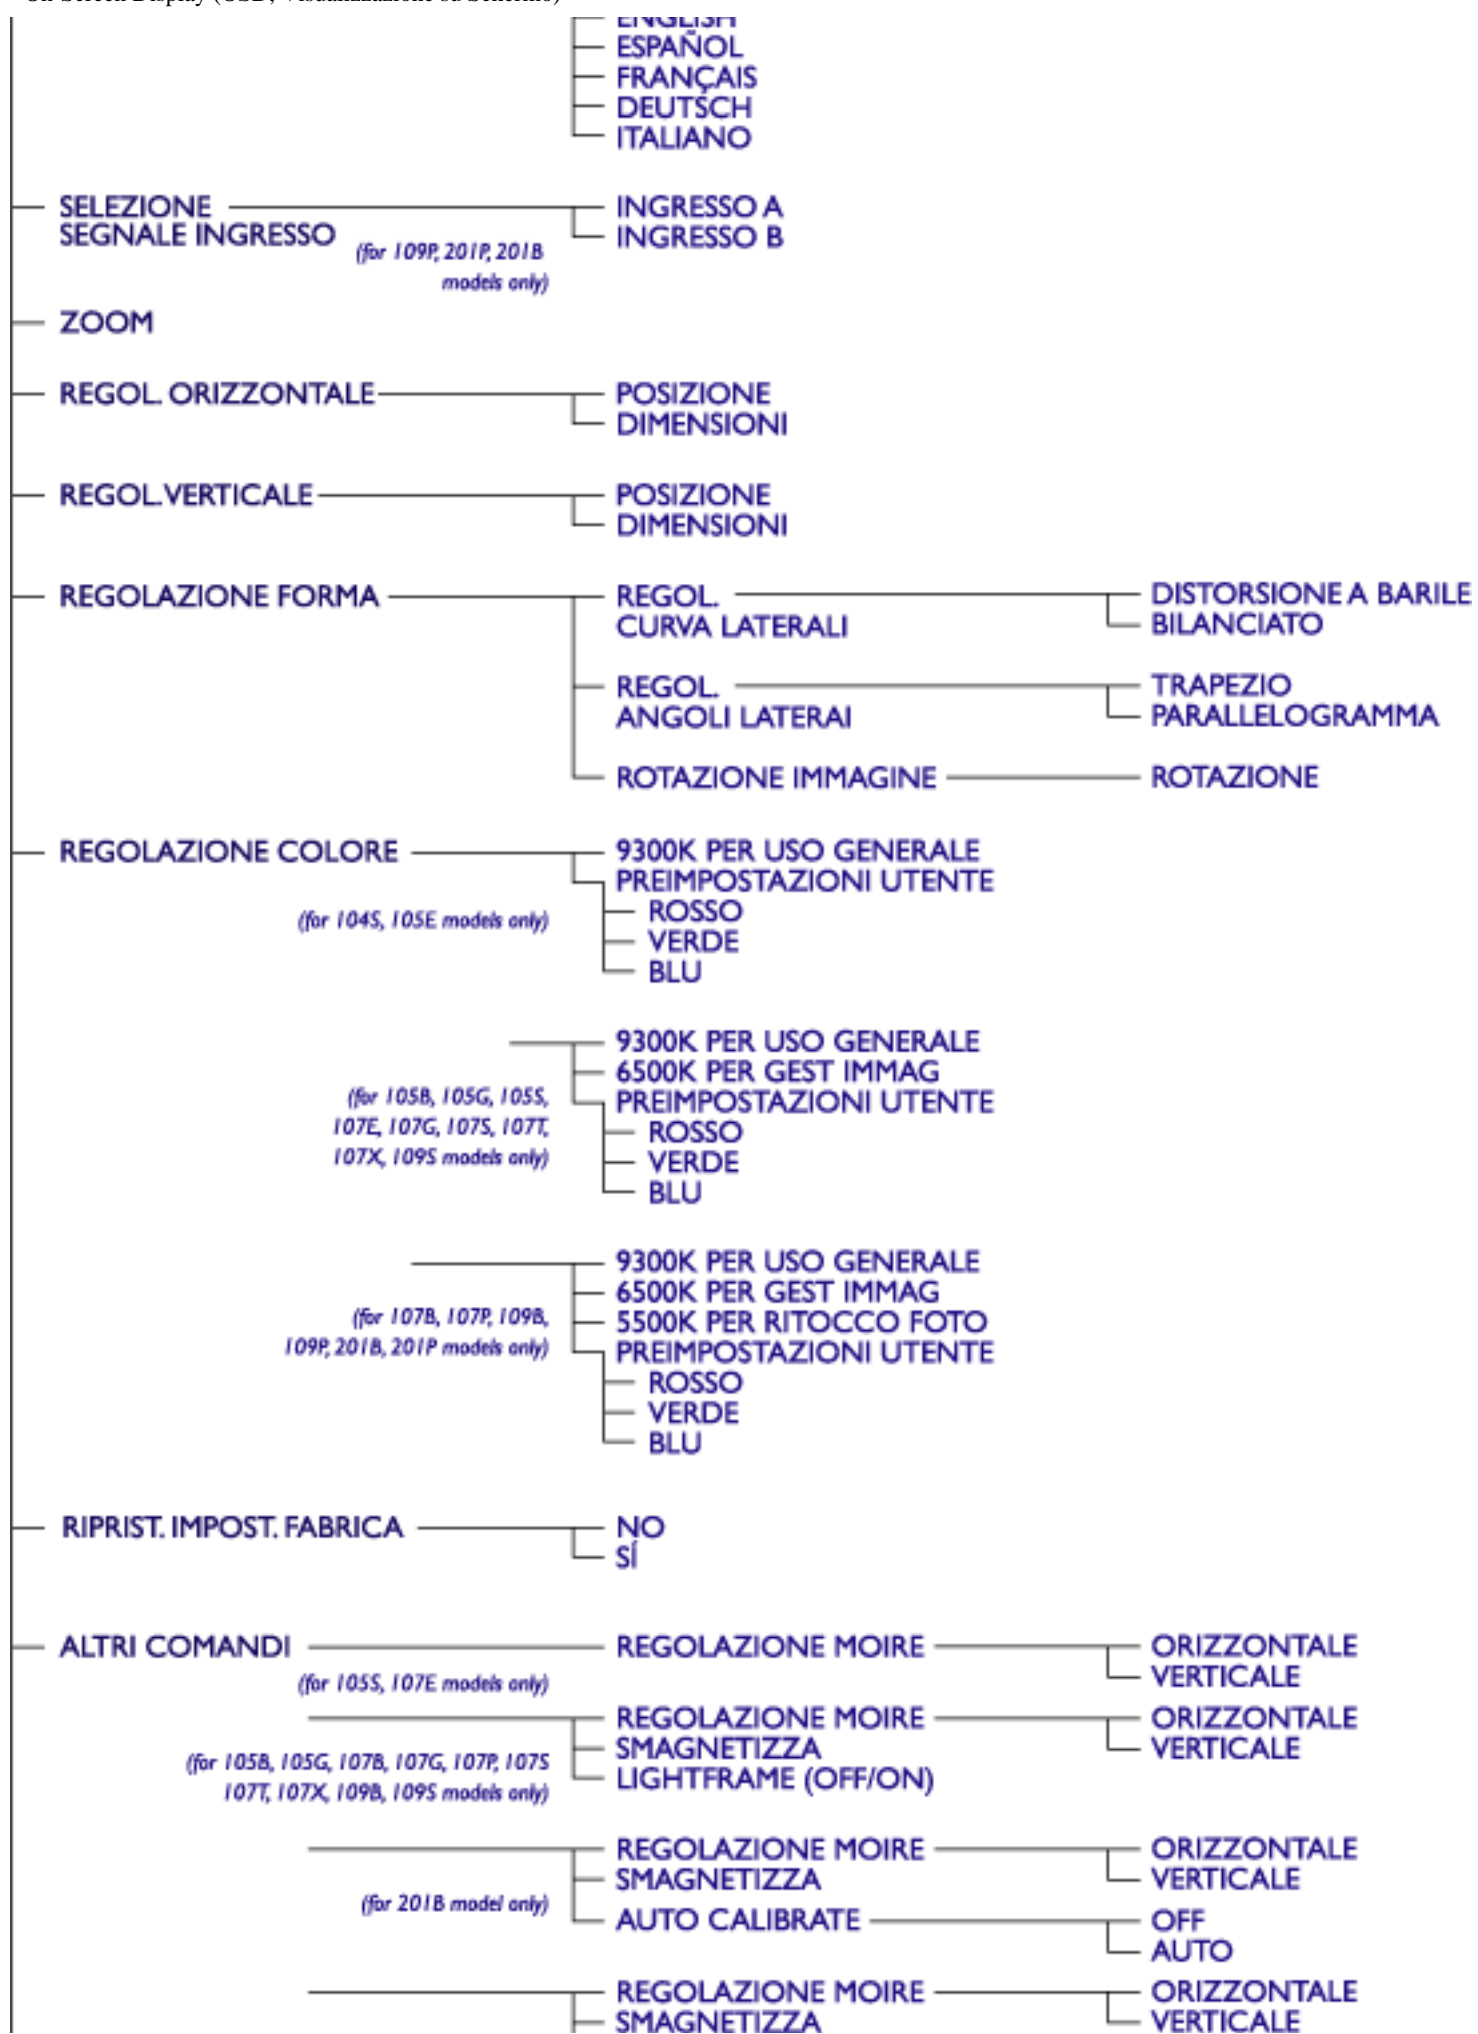 On-Screen Display (OSD, Visualizzazione su Schermo)
ENGLISH
ESPAÑOL
FRANÇAIS
DEUTSCH
ITALIANO
SELEZIONE INGRESSO A
SEGNALE INGRESSO INGRESSO B
(for 109P, 201P, 201B
models only)
ZOOM
REGOL. ORIZZONTALE POSIZIONE
DIMENSIONI
REGOL. VERTICALE POSIZIONE
DIMENSIONI
REGOLAZIONE FORMA REGOL. DISTORSIONE A BARILE
CURVA LATERALI BILANCIATO
REGOL. TRAPEZIO
ANGOLI LATERAI PARALLELOGRAMMA
ROTAZIONE IMMAGINE ROTAZIONE
REGOLAZIONE COLORE 9300K PER USO GENERALE
PREIMPOSTAZIONI UTENTE
(for 104S, 105E models only) ROSSO
VERDE
BLU
9300K PER USO GENERALE
6500K PER GEST IMMAG
(for 105B, 105G, 105S, PREIMPOSTAZIONI UTENTE
107E, 107G, 107S, 107T, ROSSO
107X, 109S models only) VERDE
BLU
9300K PER USO GENERALE
6500K PER GEST IMMAG
(for 107B, 107P, 109B, 5500K PER RITOCCO FOTO
109P, 201B, 201P models only) PREIMPOSTAZIONI UTENTE
ROSSO
VERDE
BLU
RIPRIST. IMPOST. FABRICA NO
SÍ
ALTRI COMANDI REGOLAZIONE MOIRE ORIZZONTALE
(for 105S, 107E models only) VERTICALE
REGOLAZIONE MOIRE ORIZZONTALE
SMAGNETIZZA VERTICALE
(for 105B, 105G, 107B, 107G, 107P, 107S LIGHTFRAME (OFF/ON)
107T, 107X, 109B, 109S models only)
REGOLAZIONE MOIRE ORIZZONTALE
SMAGNETIZZA VERTICALE
(for 201B model only) AUTO CALIBRATE OFF
AUTO
REGOLAZIONE MOIRE ORIZZONTALE
SMAGNETIZZA VERTICALE